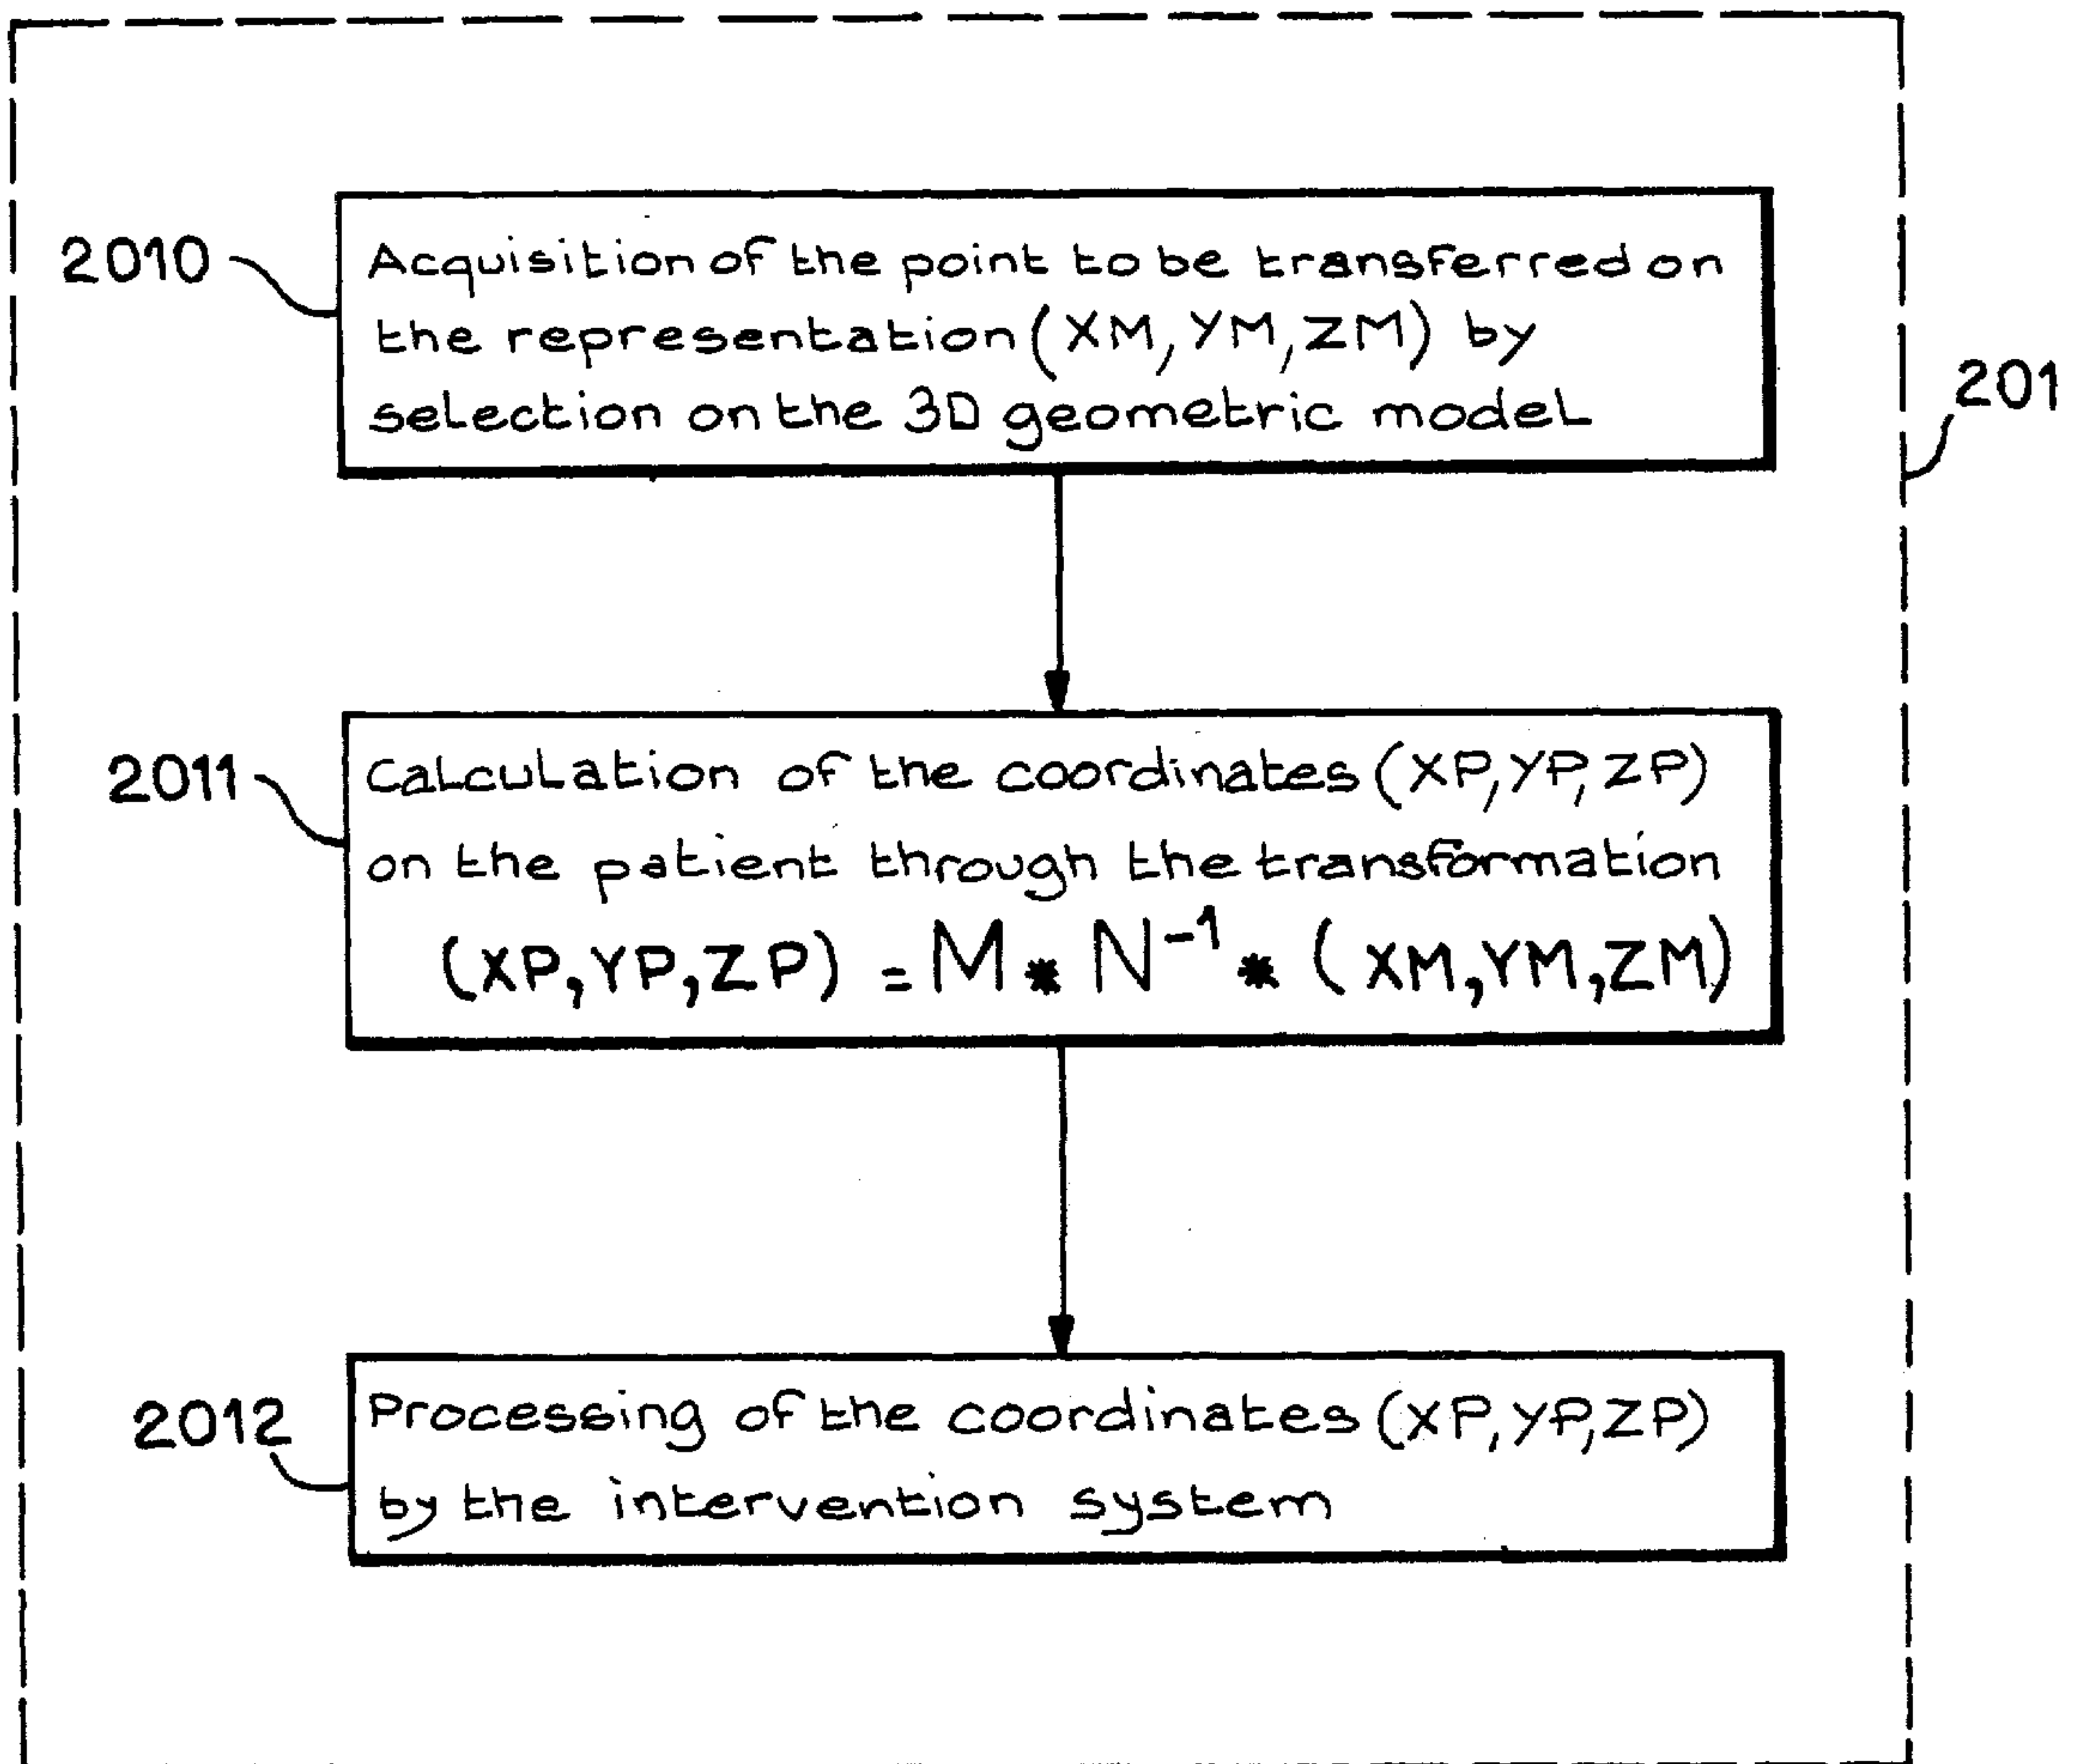 2010
Acquisition of the point to be transferred on
the representation (XM, YM, ZM) by
selection on the 3D geometric model
201
2011
Calculation of the coordinates (XP, YP, ZP)
on the patient through the transformation
(XP, YP, ZP) = M * N⁻¹ * (XM, YM, ZM)
2012
Processing of the coordinates (XP, YP, ZP)
by the intervention system